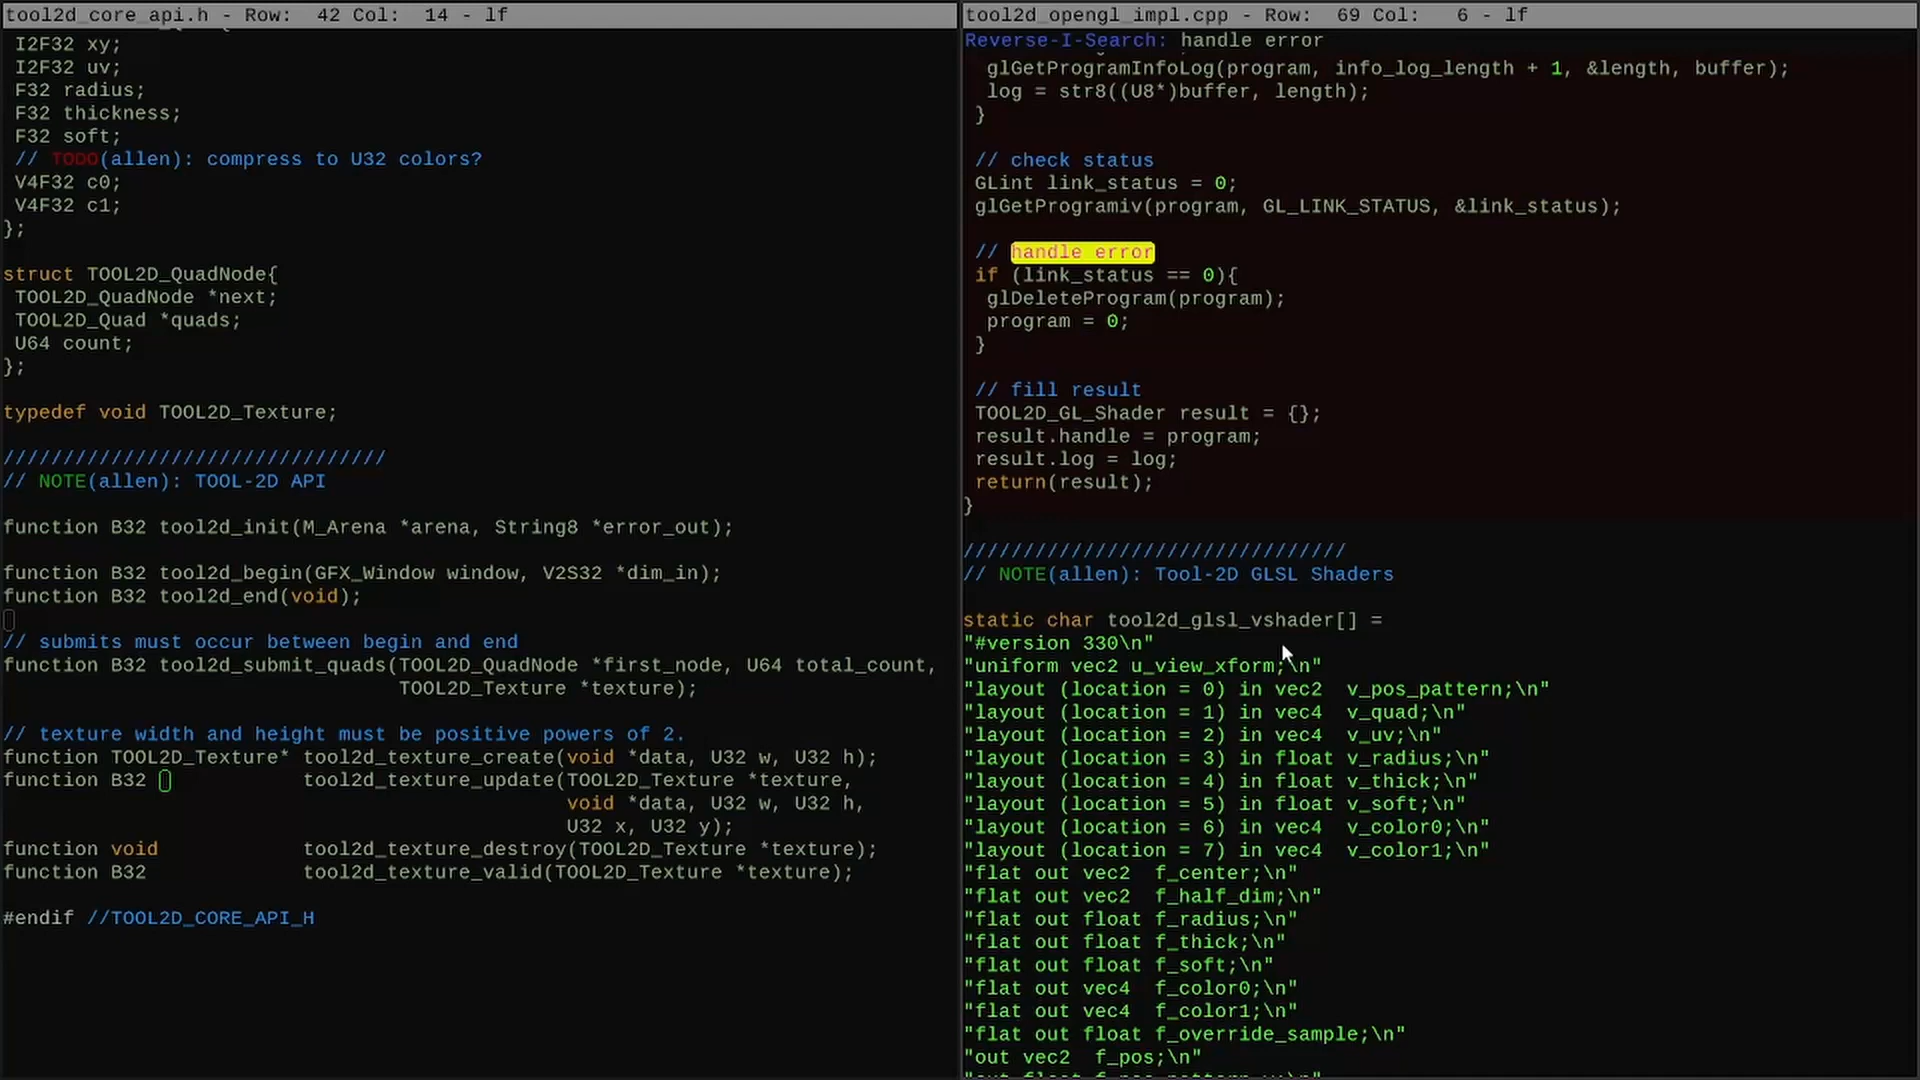 tool2d_core_api.h - Row:  42 Col:  14 - lf
I2F32 xy;
I2F32 uv;
F32 radius;
F32 thickness;
F32 soft;
// TODO(allen): compress to U32 colors?
V4F32 c0;
V4F32 c1;
};
struct TOOL2D_QuadNode{
TOOL2D_QuadNode *next;
TOOL2D_Quad *quads;
U64 count;
};
typedef void TOOL2D_Texture;
////////////////////////////////
// NOTE(allen): TOOL-2D API
function B32 tool2d_init(M_Arena *arena, String8 *error_out);
function B32 tool2d_begin(GFX_Window window, V2S32 *dim_in);
function B32 tool2d_end(void);
// submits must occur between begin and end
function B32 tool2d_submit_quads(TOOL2D_QuadNode *first_node, U64 total_count,
TOOL2D_Texture *texture);
// texture width and height must be positive powers of 2.
function TOOL2D_Texture* tool2d_texture_create(void *data, U32 w, U32 h);
function B32             tool2d_texture_update(TOOL2D_Texture *texture,
void *data, U32 w, U32 h,
U32 x, U32 y);
function void            tool2d_texture_destroy(TOOL2D_Texture *texture);
function B32             tool2d_texture_valid(TOOL2D_Texture *texture);
#endif //TOOL2D_CORE_API_H
tool2d_opengl_impl.cpp - Row:  69 Col:   6 - lf
Reverse-I-Search: handle error
glGetProgramInfoLog(program, info_log_length + 1, &length, buffer);
log = str8((U8*)buffer, length);
}
// check status
GLint link_status = 0;
glGetProgramiv(program, GL_LINK_STATUS, &link_status);
// handle error
if (link_status == 0){
glDeleteProgram(program);
program = 0;
}
// fill result
TOOL2D_GL_Shader result = {};
result.handle = program;
result.log = log;
return(result);
}
////////////////////////////////
// NOTE(allen): Tool-2D GLSL Shaders
static char tool2d_glsl_vshader[] =
"#version 330\n"
"uniform vec2 u_view_xform;\n"
"layout (location = 0) in vec2  v_pos_pattern;\n"
"layout (location = 1) in vec4  v_quad;\n"
"layout (location = 2) in vec4  v_uv;\n"
"layout (location = 3) in float v_radius;\n"
"layout (location = 4) in float v_thick;\n"
"layout (location = 5) in float v_soft;\n"
"layout (location = 6) in vec4  v_color0;\n"
"layout (location = 7) in vec4  v_color1;\n"
"flat out vec2  f_center;\n"
"flat out vec2  f_half_dim;\n"
"flat out float f_radius;\n"
"flat out float f_thick;\n"
"flat out float f_soft;\n"
"flat out vec4  f_color0;\n"
"flat out vec4  f_color1;\n"
"flat out float f_override_sample;\n"
"out vec2  f_pos;\n"